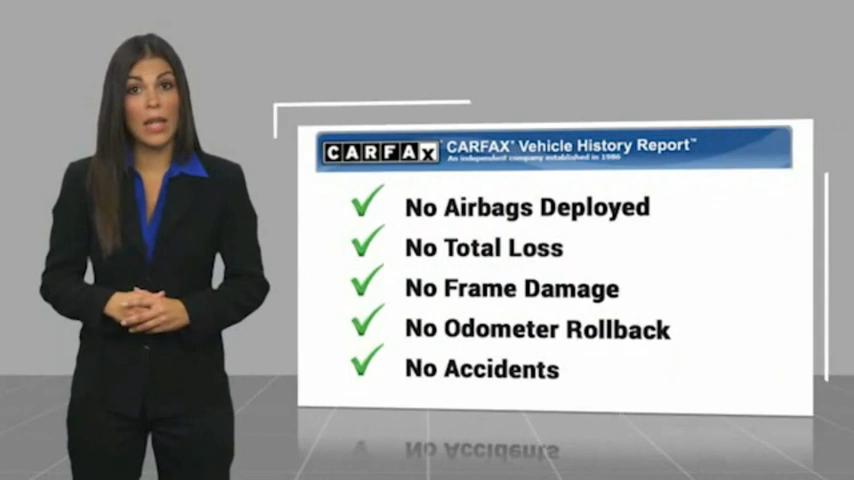 CARFAX
CARFAX® Vehicle History Report™
An independent company established in 1986
No Airbags Deployed
No Total Loss
No Frame Damage
No Odometer Rollback
No Accidents